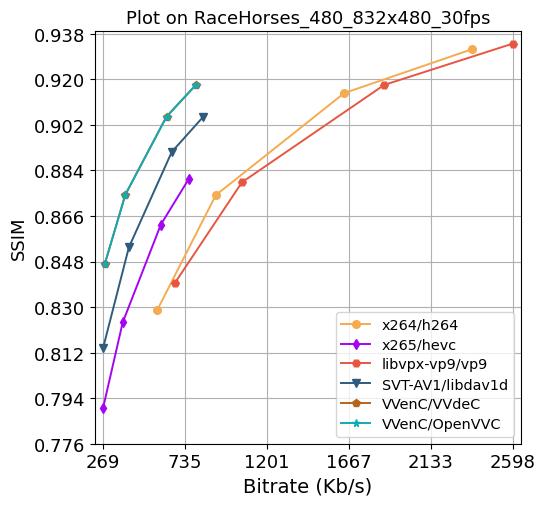 Plot on RaceHorses_480_832x480_30fps
0.938
0.920
0.902
0.884
0.866
0.848
0.830
0.812
0.794
0.776
SSIM
x264/h264
x265/hevc
libvpx-vp9/vp9
SVT-AV1/libdav1d
VVenC/VVdeC
VVenC/OpenVVC
269 735 1201 1667 2133 2598
Bitrate (Kb/s)